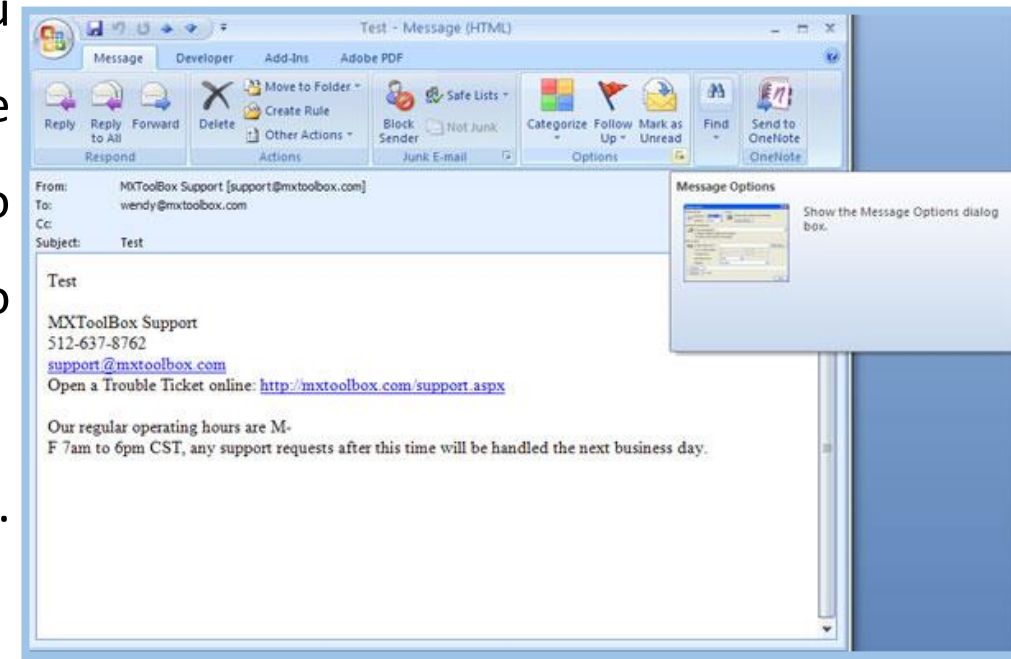 u
e
o
o
.
Test - Message (HTML)
Message Developer Add-Ins Adobe PDF
Reply Reply to All Forward Delete Move to Folder Create Rule Other Actions Block Sender Safe Lists Not Junk Categorize Follow Up Mark as Unread Find Send to OneNote
Respond Actions Junk E-mail Options OneNote
From: MXToolBox Support [support@mxtoolbox.com]
To: wendy@mxtoolbox.com
Cc:
Subject: Test
Message Options
Show the Message Options dialog
box.
Test
MXToolBox Support
512-637-8762
support@mxtoolbox.com
Open a Trouble Ticket online: http://mxtoolbox.com/support.aspx
Our regular operating hours are M-
F 7am to 6pm CST, any support requests after this time will be handled the next business day.